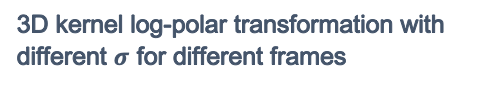 3D kernel log-polar transformation with
different σ for different frames